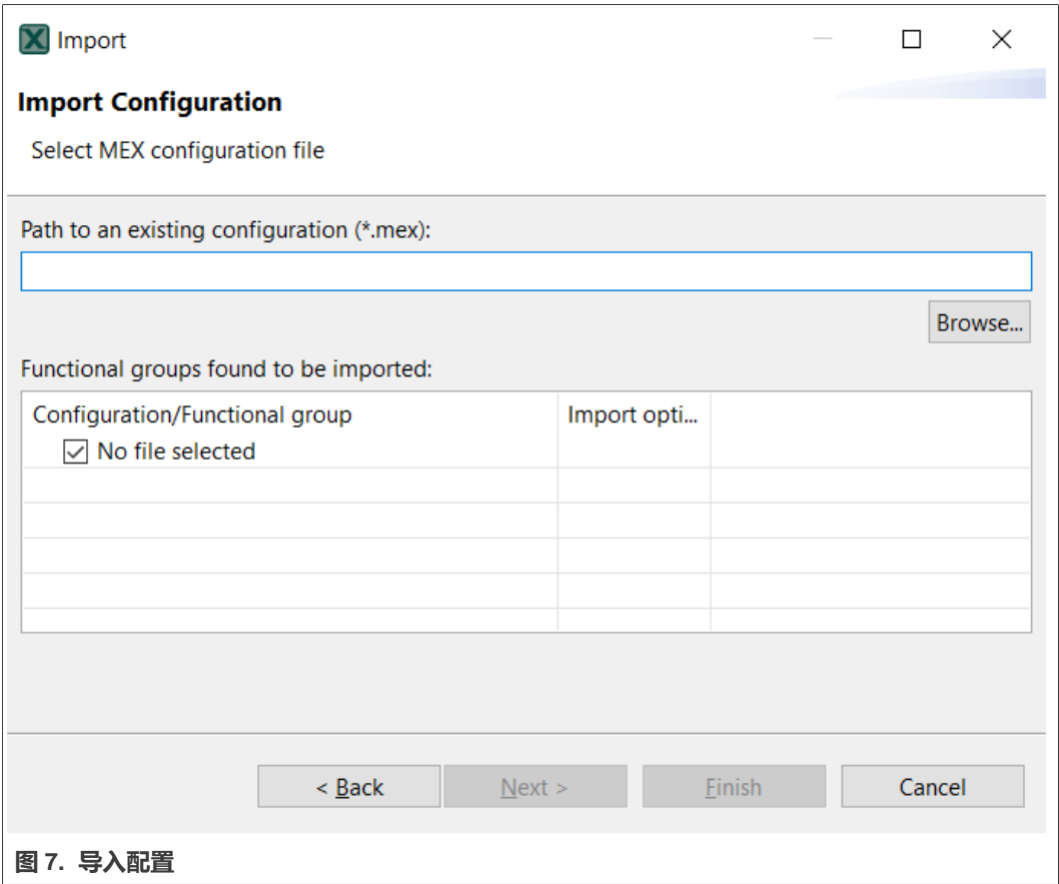 Import
Import Configuration
Select MEX configuration file
Path to an existing configuration (*.mex):
Browse...
Functional groups found to be imported:
Configuration/Functional group Import opti...
No file selected
< Back Next > Finish Cancel
图 7. 导入配置